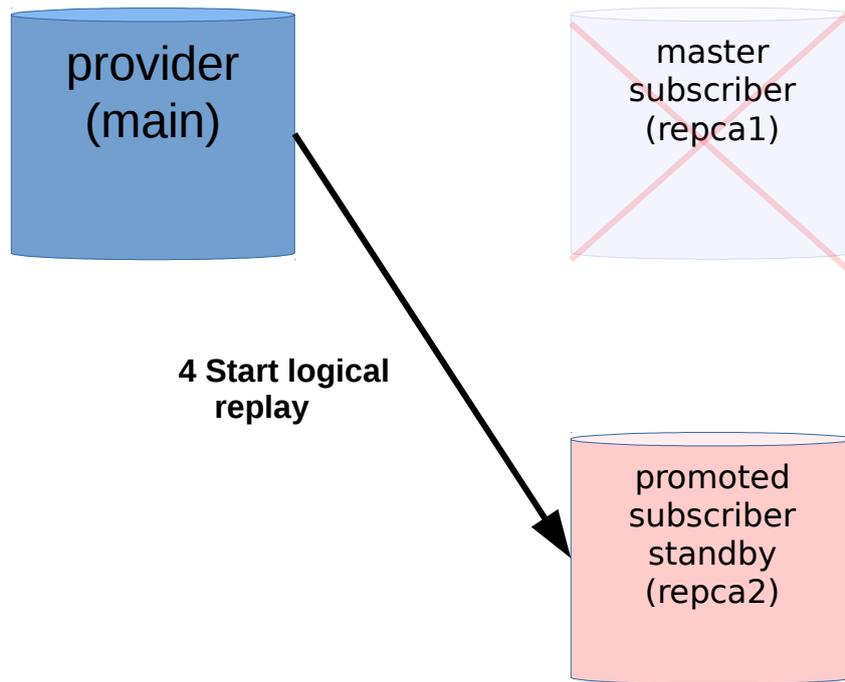 provider
(main)
master
subscriber
(repca1)
4 Start logical
replay
promoted
subscriber
standby
(repca2)